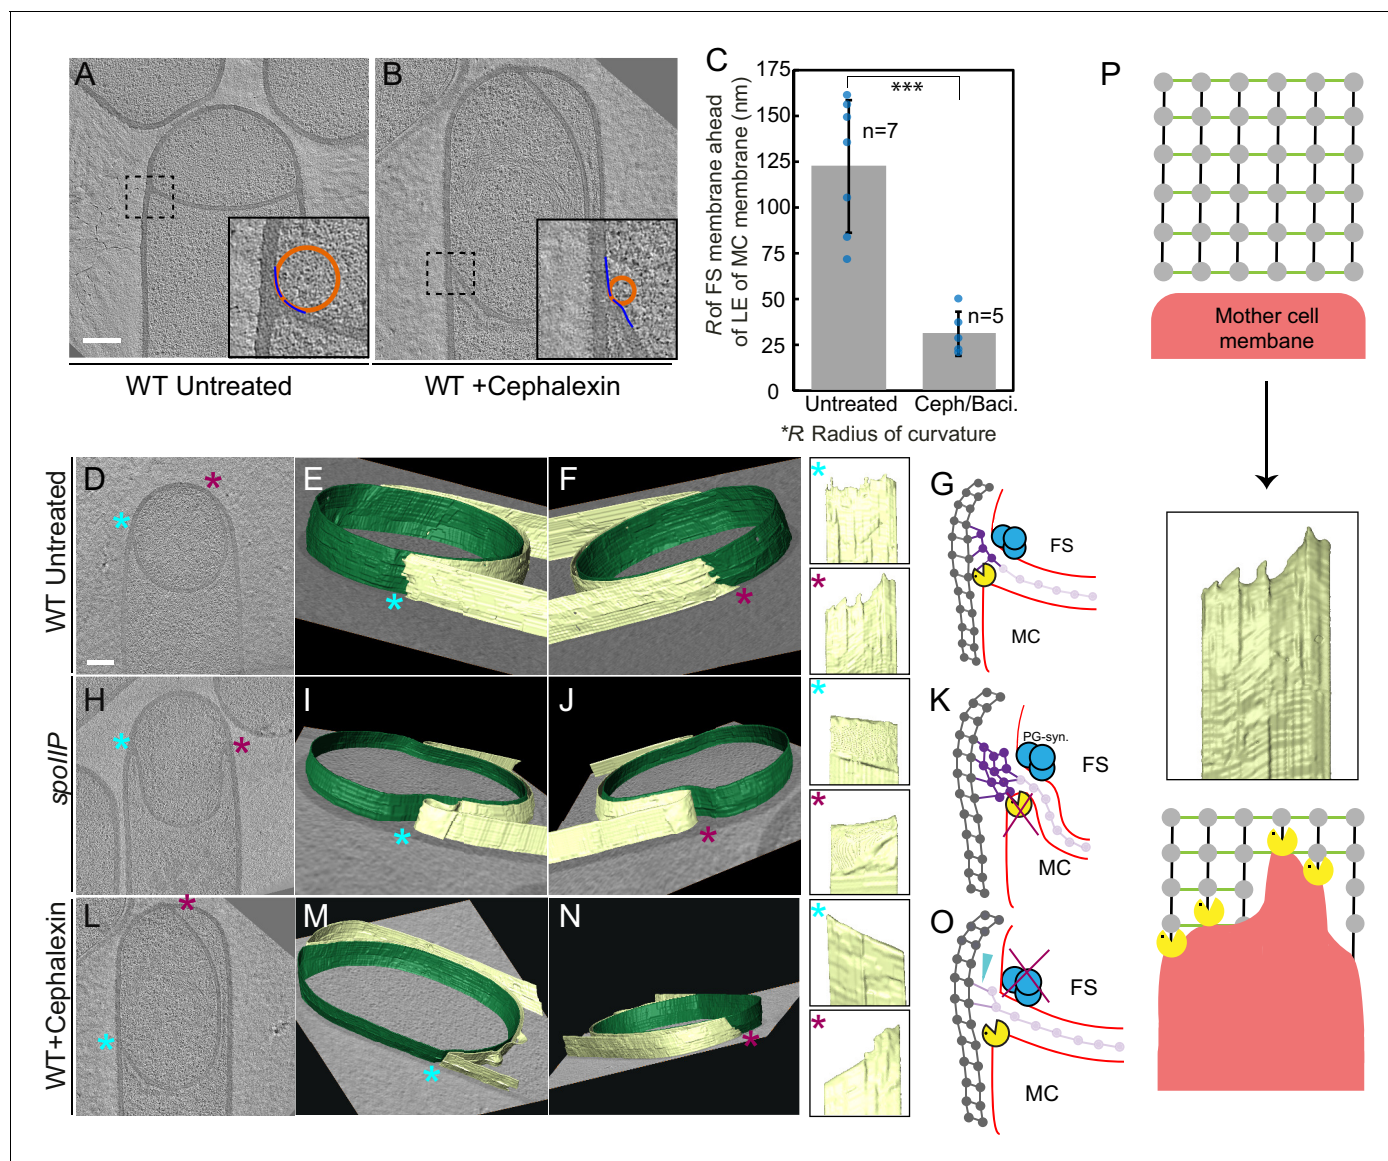 A
B
WT Untreated
WT +Cephalexin
C
R of FS membrane ahead
of LE of MC membrane (nm)
175
150
125
100
75
50
25
0
***
n=7
n=5
Untreated
Ceph/Baci.
*R: Radius of curvature
P
Mother cell
membane
WT Untreated
D
E
F
*
*
*
*
*
*
G
FS
MC
spoIIP
H
I
J
*
*
*
*
*
*
K
PG-syn.
FS
MC
WT+Cephalexin
L
M
N
*
*
*
*
*
*
O
FS
MC